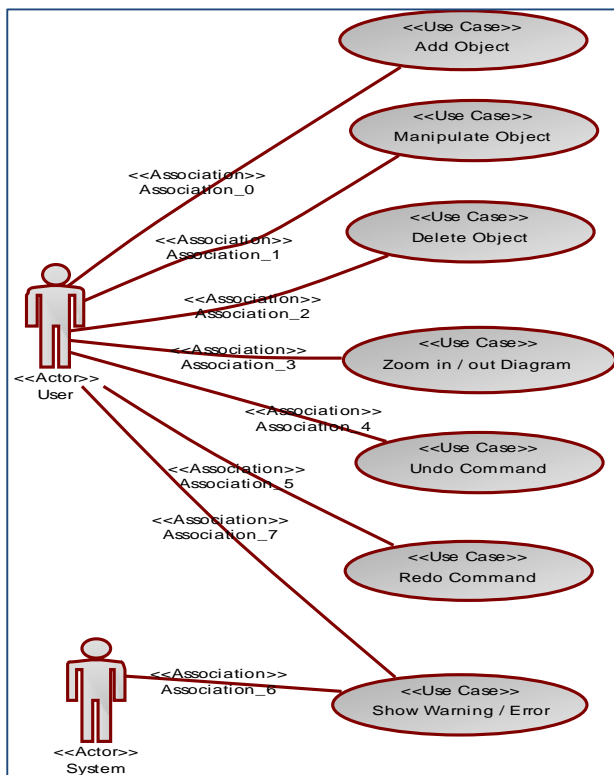 <<Use Case>>
Add Object
<<Use Case>>
Manipulate Object
<<Association>>
Association_0
<<Use Case>>
Delete Object
<<Association>>
Association_1
<<Association>>
Association_2
<<Use Case>>
Zoom in / out Diagram
<<Association>>
Association_3
<<Actor>>
User
<<Association>>
Association_4
<<Use Case>>
Undo Command
<<Association>>
Association_5
<<Association>>
Association_7
<<Use Case>>
Redo Command
<<Association>>
Association_6
<<Use Case>>
Show Warning / Error
<<Actor>>
System